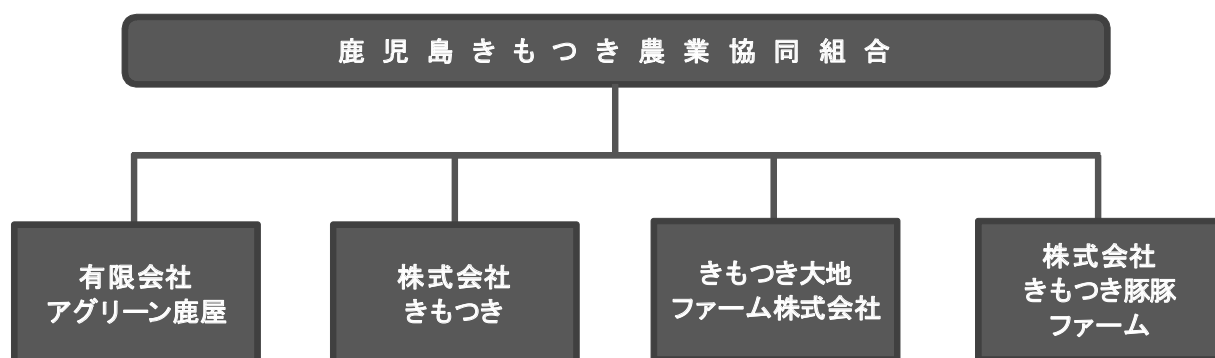 鹿児島きもつき農業協同組合
有限会社
アグリーン鹿屋
株式会社
きもつき
きもつき大地
ファーム株式会社
株式会社
きもつき豚豚
ファーム